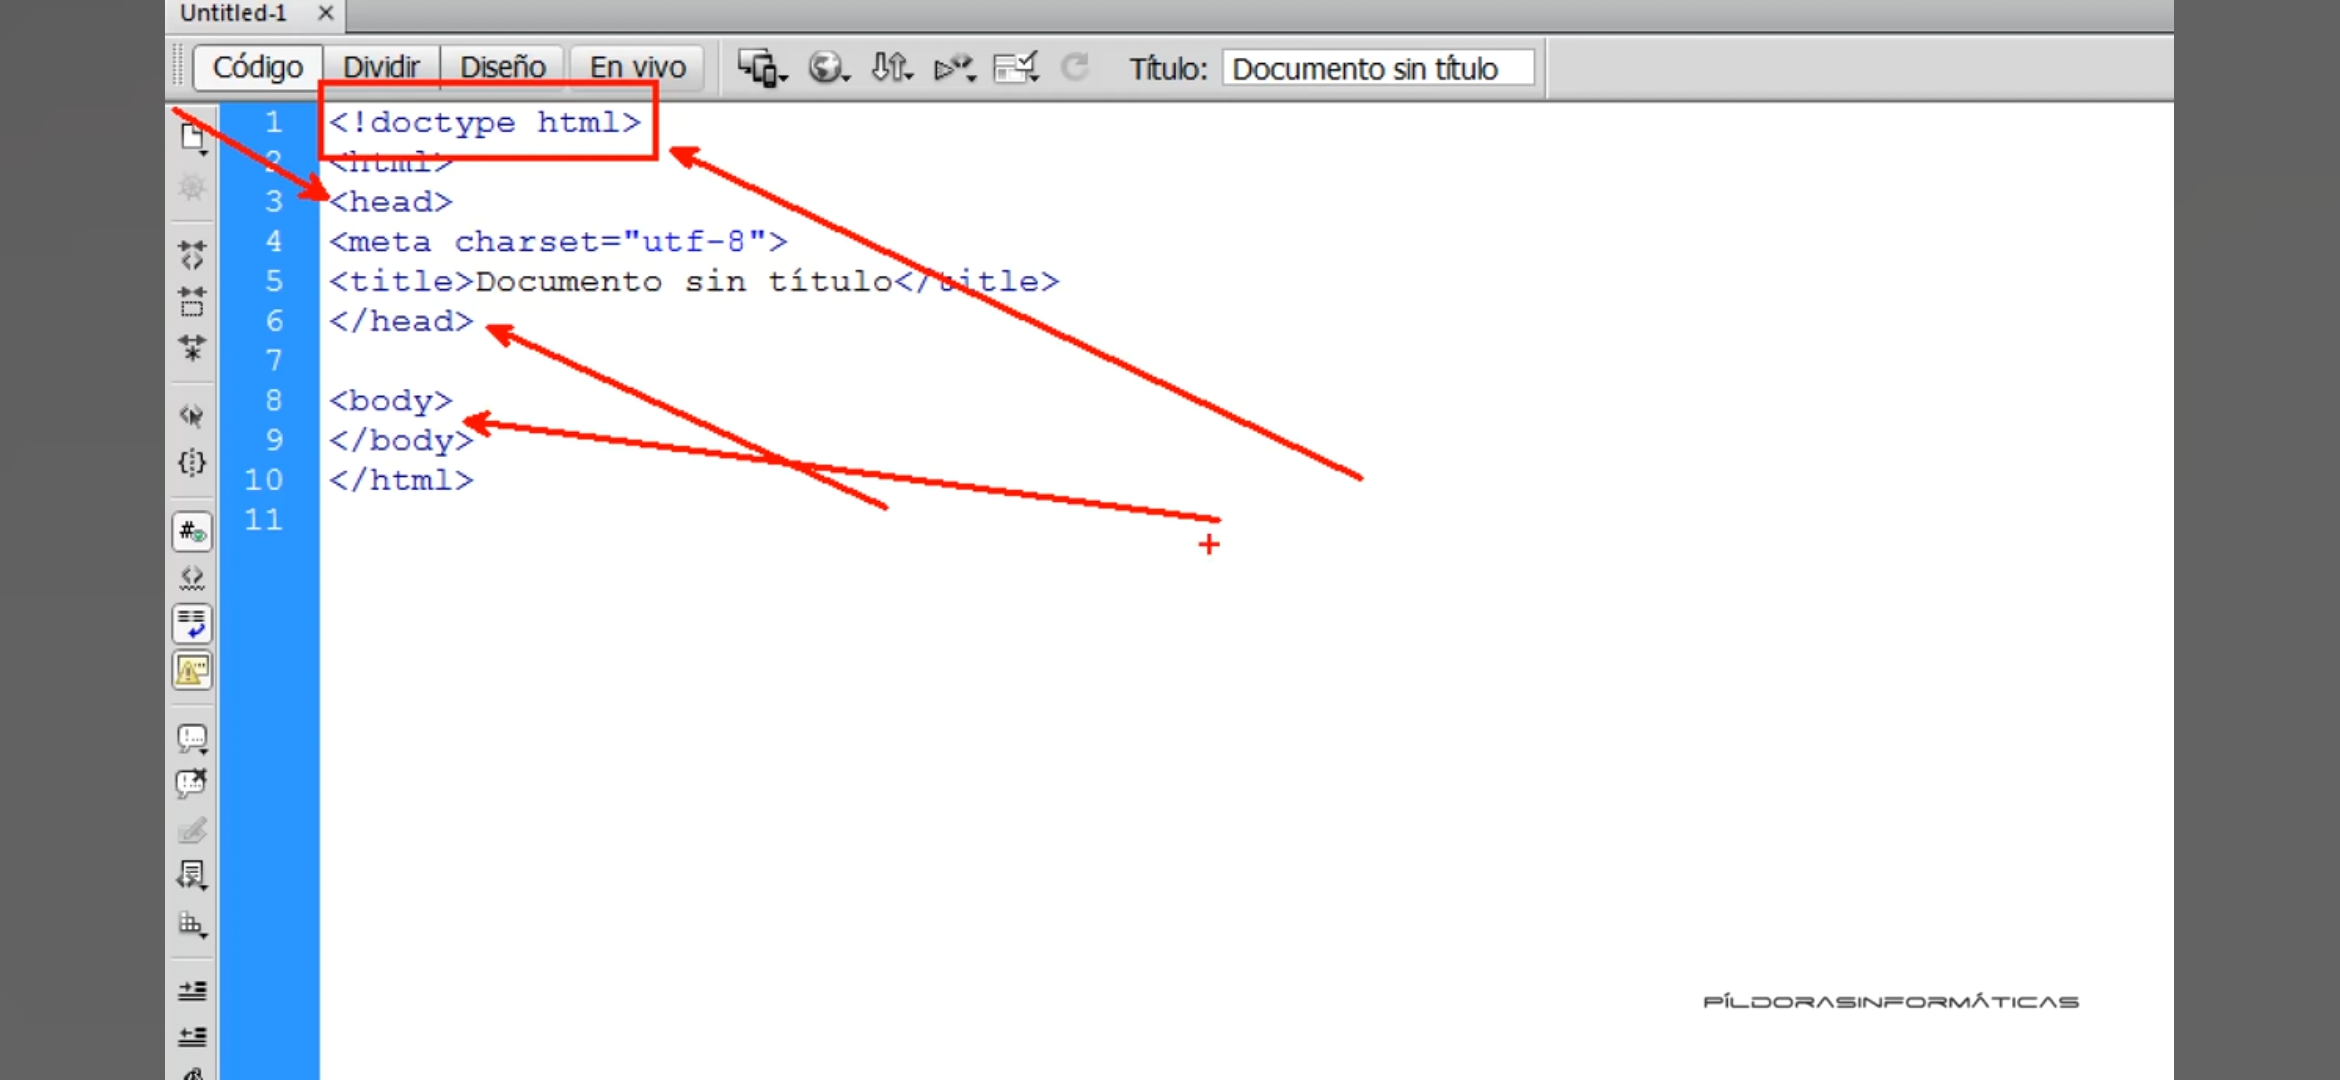 Untitled-1 ×
Código Dividir Diseño En vivo Título: Documento sin título
1 <!doctype html>
2 <html>
3 <head>
4 <meta charset="utf-8">
5 <title>Documento sin título</title>
6 </head>
7
8 <body>
9 </body>
10 </html>
11
PÍLDORASINFORMÁTICAS